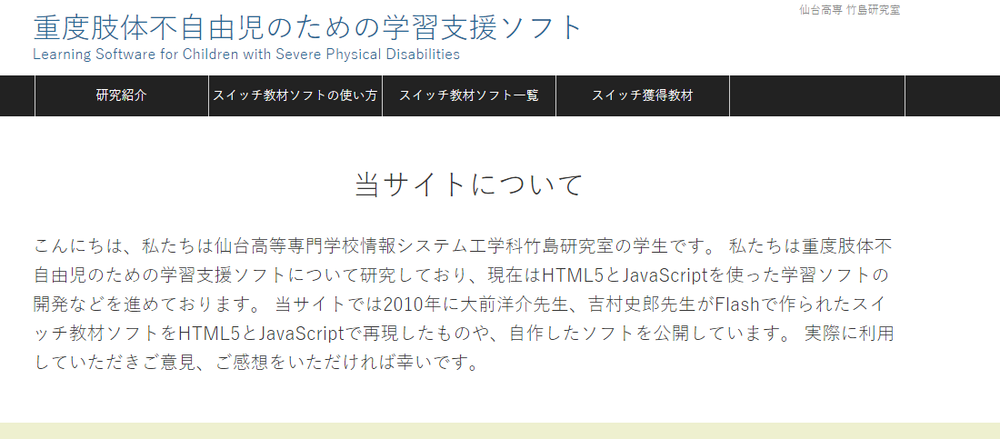 仙台高専 竹島研究室
重度肢体不自由児のための学習支援ソフト
Learning Software for Children with Severe Physical Disabilities
研究紹介
スイッチ教材ソフトの使い方
スイッチ教材ソフト一覧
スイッチ獲得教材
当サイトについて
こんにちは、私たちは仙台高等専門学校情報システム工学科竹島研究室の学生です。 私たちは重度肢体不
自由児のための学習支援ソフトについて研究しており、現在はHTML5とJavaScriptを使った学習ソフトの
開発などを進めております。 当サイトでは2010年に大前洋介先生、吉村史郎先生がFlashで作られたスイ
ッチ教材ソフトをHTML5とJavaScriptで再現したものや、自作したソフトを公開しています。 実際に利用
していただきご意見、ご感想をいただければ幸いです。